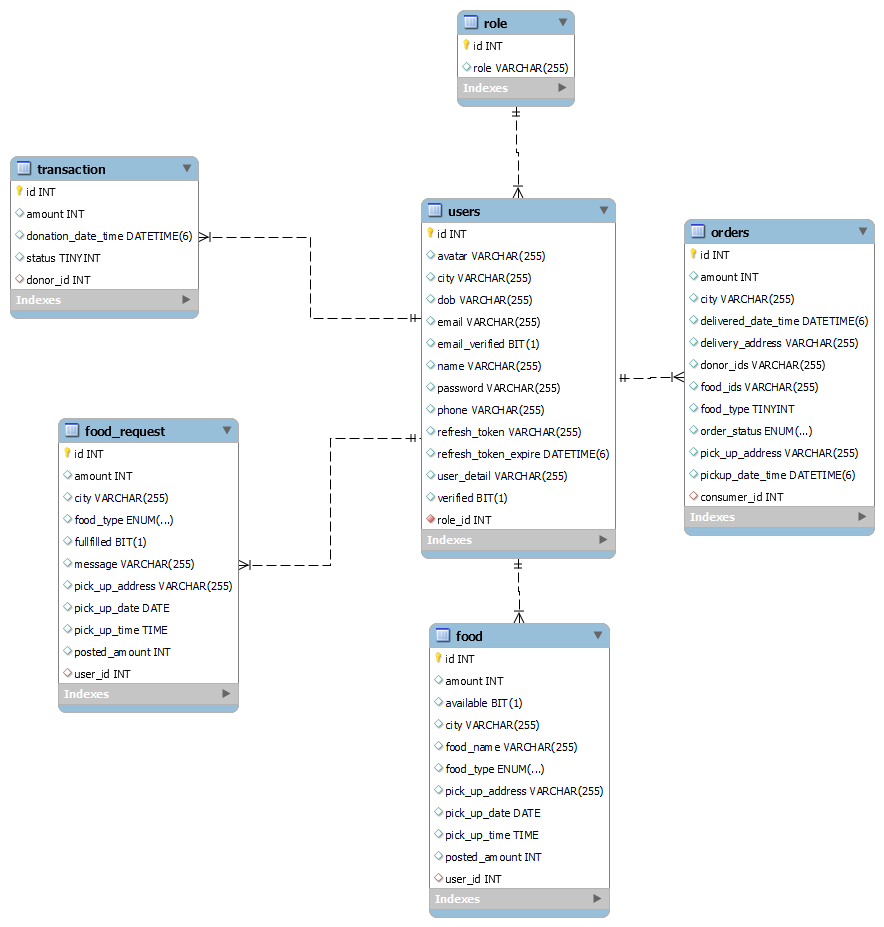 role
id INT
role VARCHAR(255)
Indexes
transaction
id INT
amount INT
donation_date_time DATETIME(6)
status TINYINT
donor_id INT
Indexes
users
id INT
avatar VARCHAR(255)
city VARCHAR(255)
dob VARCHAR(255)
email VARCHAR(255)
email_verified BIT(1)
name VARCHAR(255)
password VARCHAR(255)
phone VARCHAR(255)
refresh_token VARCHAR(255)
refresh_token_expire DATETIME(6)
user_detail VARCHAR(255)
verified BIT(1)
role_id INT
Indexes
orders
id INT
amount INT
city VARCHAR(255)
delivered_date_time DATETIME(6)
delivery_address VARCHAR(255)
donor_ids VARCHAR(255)
food_ids VARCHAR(255)
food_type TINYINT
order_status ENUM(...)
pick_up_address VARCHAR(255)
pickup_date_time DATETIME(6)
consumer_id INT
Indexes
food_request
id INT
amount INT
city VARCHAR(255)
food_type ENUM(...)
fullfilled BIT(1)
message VARCHAR(255)
pick_up_address VARCHAR(255)
pick_up_date DATE
pick_up_time TIME
posted_amount INT
user_id INT
Indexes
food
id INT
amount INT
available BIT(1)
city VARCHAR(255)
food_name VARCHAR(255)
food_type ENUM(...)
pick_up_address VARCHAR(255)
pick_up_date DATE
pick_up_time TIME
posted_amount INT
user_id INT
Indexes